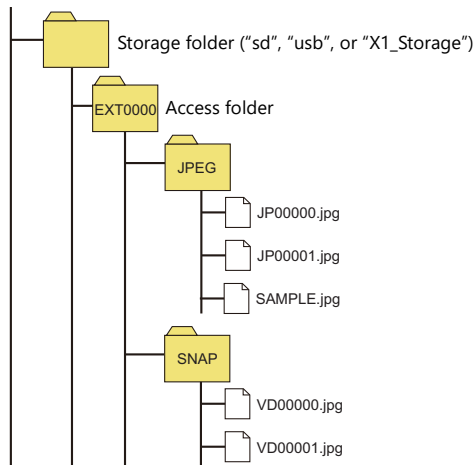 Storage folder (“sd”, “usb”, or “X1_Storage”)
EXT0000 Access folder
JPEG
JP00000.jpg
JP00001.jpg
SAMPLE.jpg
SNAP
VD00000.jpg
VD00001.jpg